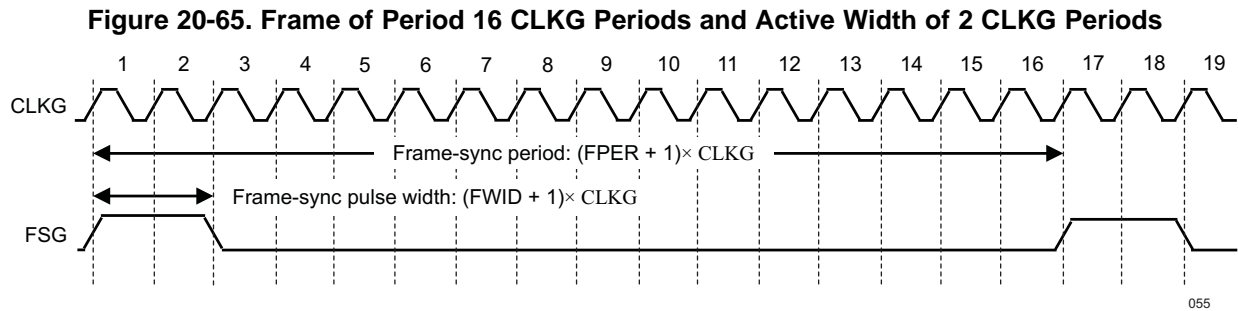 Figure 20-65. Frame of Period 16 CLKG Periods and Active Width of 2 CLKG Periods
1 2 3 4 5 6 7 8 9 10 11 12 13 14 15 16 17 18 19
CLKG
Frame-sync period: (FPER + 1)× CLKG
Frame-sync pulse width: (FWID + 1)× CLKG
FSG
055